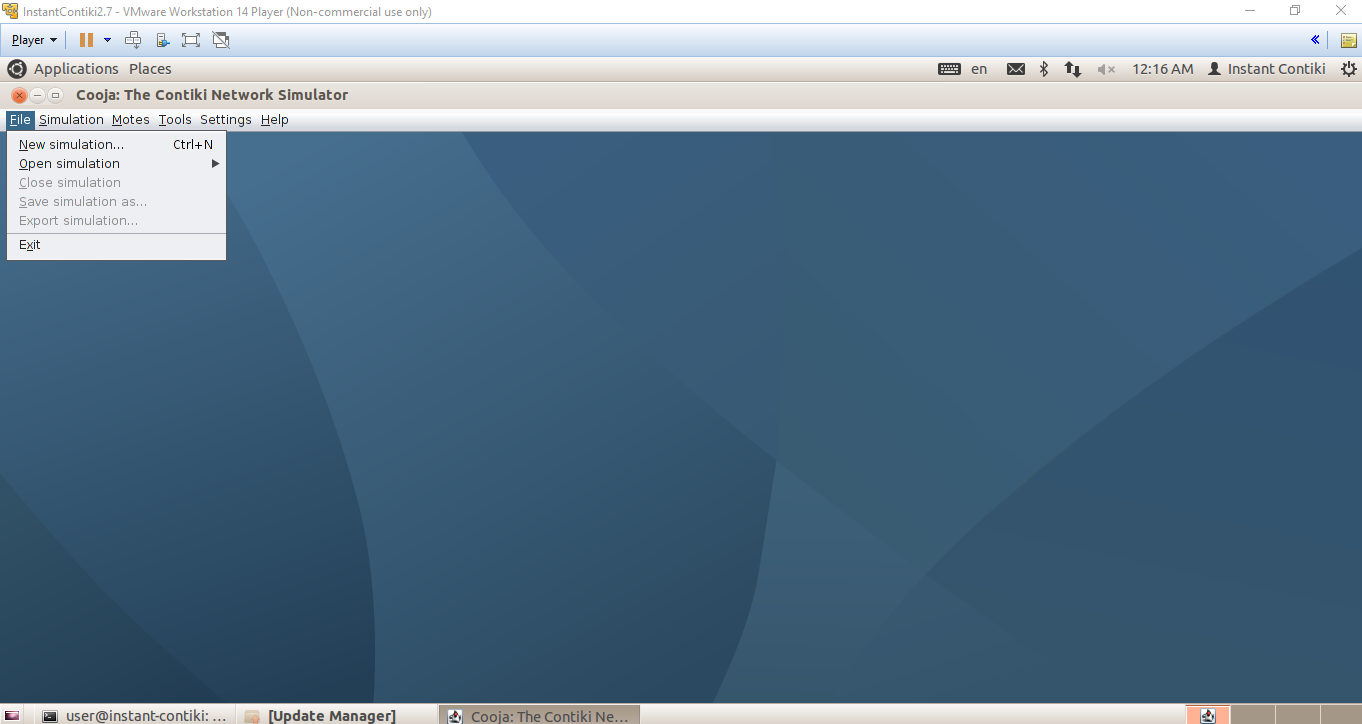 InstantContiki2.7 - VMware Workstation 14 Player (Non-commercial use only)
Player
Applications Places en 12:16 AM Instant Contiki
Cooja: The Contiki Network Simulator
File Simulation Motes Tools Settings Help
New simulation... Ctrl+N
Open simulation
Close simulation
Save simulation as...
Export simulation...
Exit
user@instant-contiki: ... [Update Manager] Cooja: The Contiki Ne...